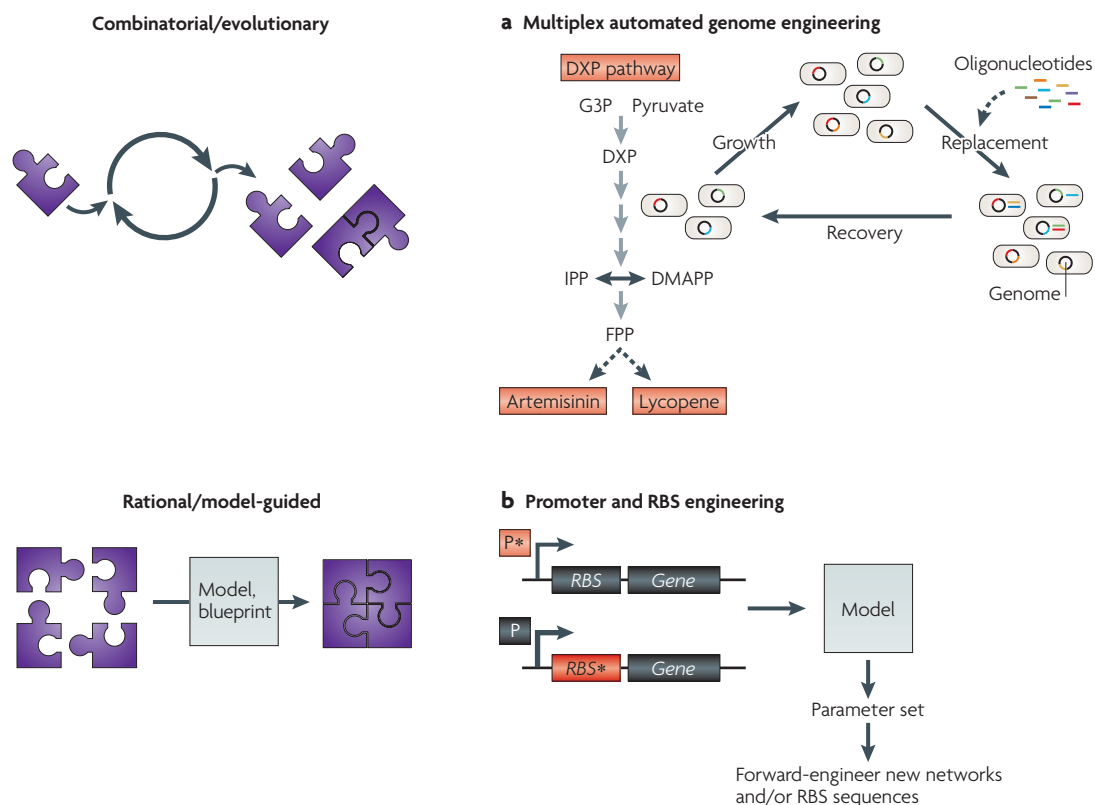 Combinatorial/evolutionary
a Multiplex automated genome engineering
DXP pathway
G3P Pyruvate
DXP
IPP DMAPP
FPP
Artemisinin Lycopene
Growth
Oligonucleotides
Replacement
Recovery
Genome
Rational/model-guided
Model,
blueprint
b Promoter and RBS engineering
P*
RBS Gene
P
RBS* Gene
Model
Parameter set
Forward-engineer new networks
and/or RBS sequences